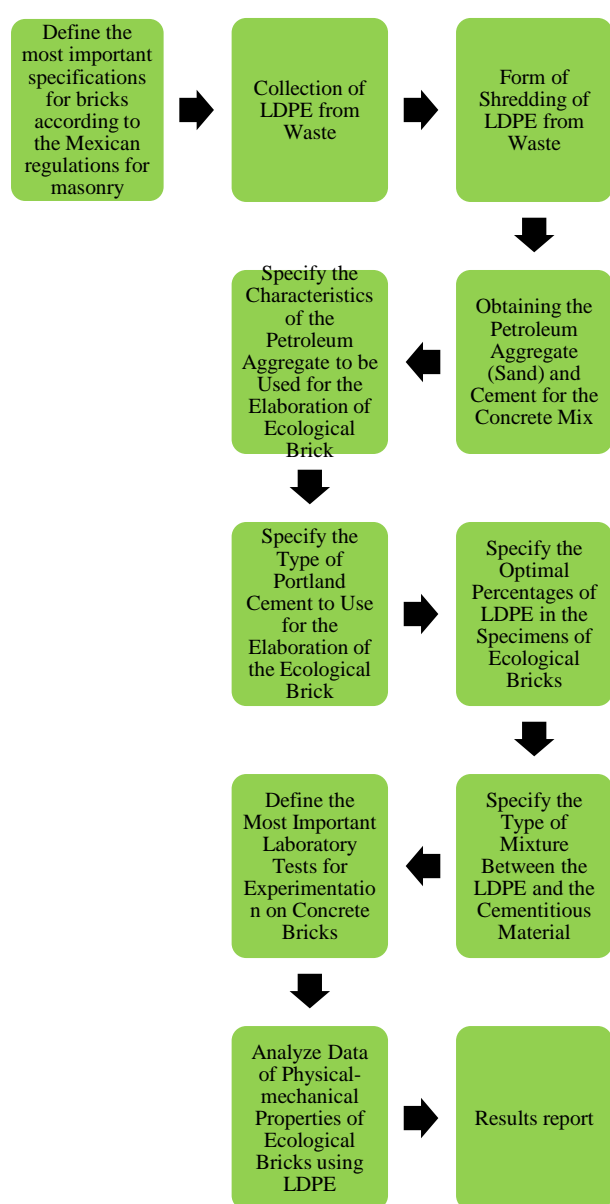 Define the
most important
specifications
for bricks
according to
the Mexican
regulations for
masonry
Collection of
LDPE from
Waste
Form of
Shredding of
LDPE from
Waste
Obtaining the
Petroleum
Aggregate
(Sand) and
Cement for the
Concrete Mix
Specify the
Characteristics
of the
Petroleum
Aggregate to be
Used for the
Elaboration of
Ecological
Brick
Specify the
Type of
Portland
Cement to Use
for the
Elaboration of
the Ecological
Brick
Specify the
Optimal
Percentages of
LDPE in the
Specimens of
Ecological
Bricks
Specify the
Type of
Mixture
Between the
LDPE and the
Cementitious
Material
Define the
Most Important
Laboratory
Tests for
Experimentatio
n on Concrete
Bricks
Analyze Data
of Physical-
mechanical
Properties of
Ecological
Bricks using
LDPE
Results report